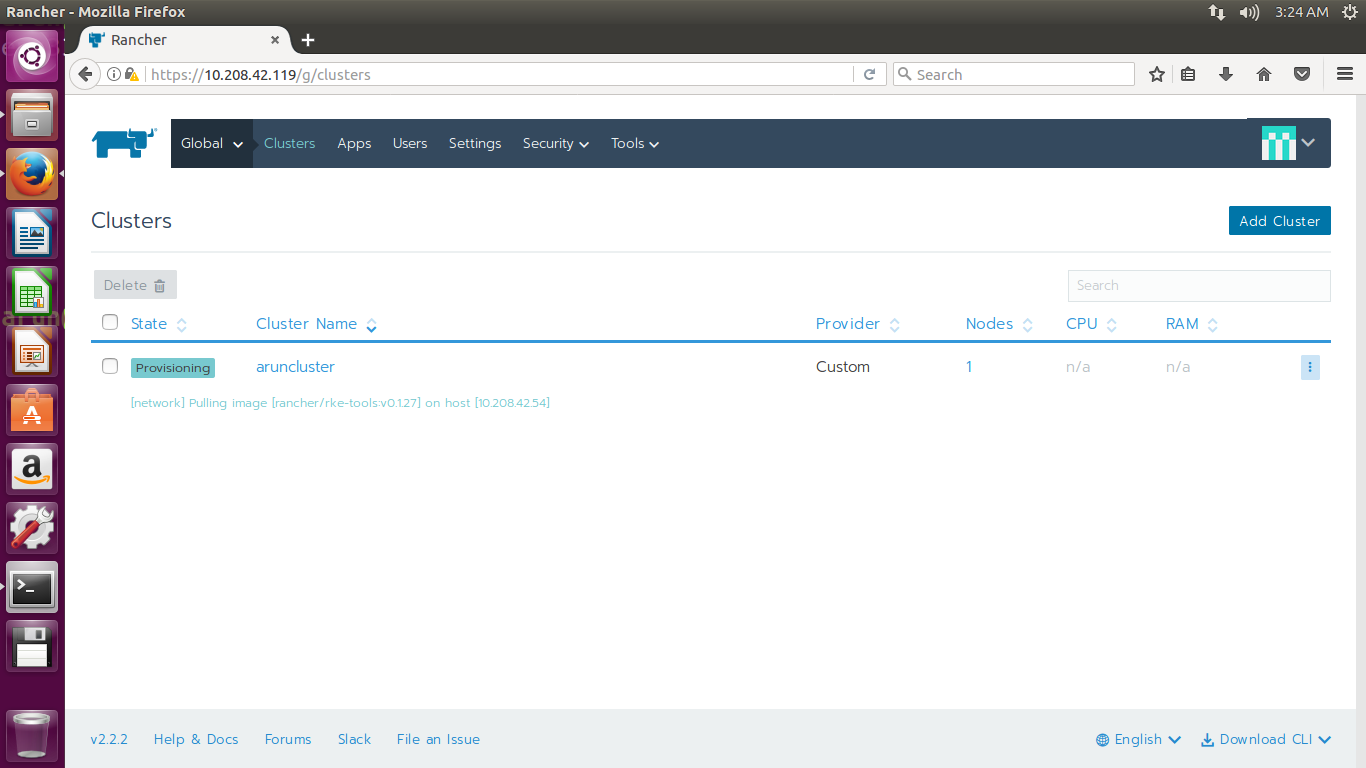 Rancher - Mozilla Firefox
3:24 AM
Rancher
https://10.208.42.119/g/clusters
Search
Global Clusters Apps Users Settings Security Tools
Clusters
Add Cluster
Delete
Search
State Cluster Name Provider Nodes CPU RAM
Provisioning aruncluster Custom 1 n/a n/a
[network] Pulling image [rancher/rke-tools:v0.1.27] on host [10.208.42.54]
v2.2.2 Help & Docs Forums Slack File an Issue English Download CLI